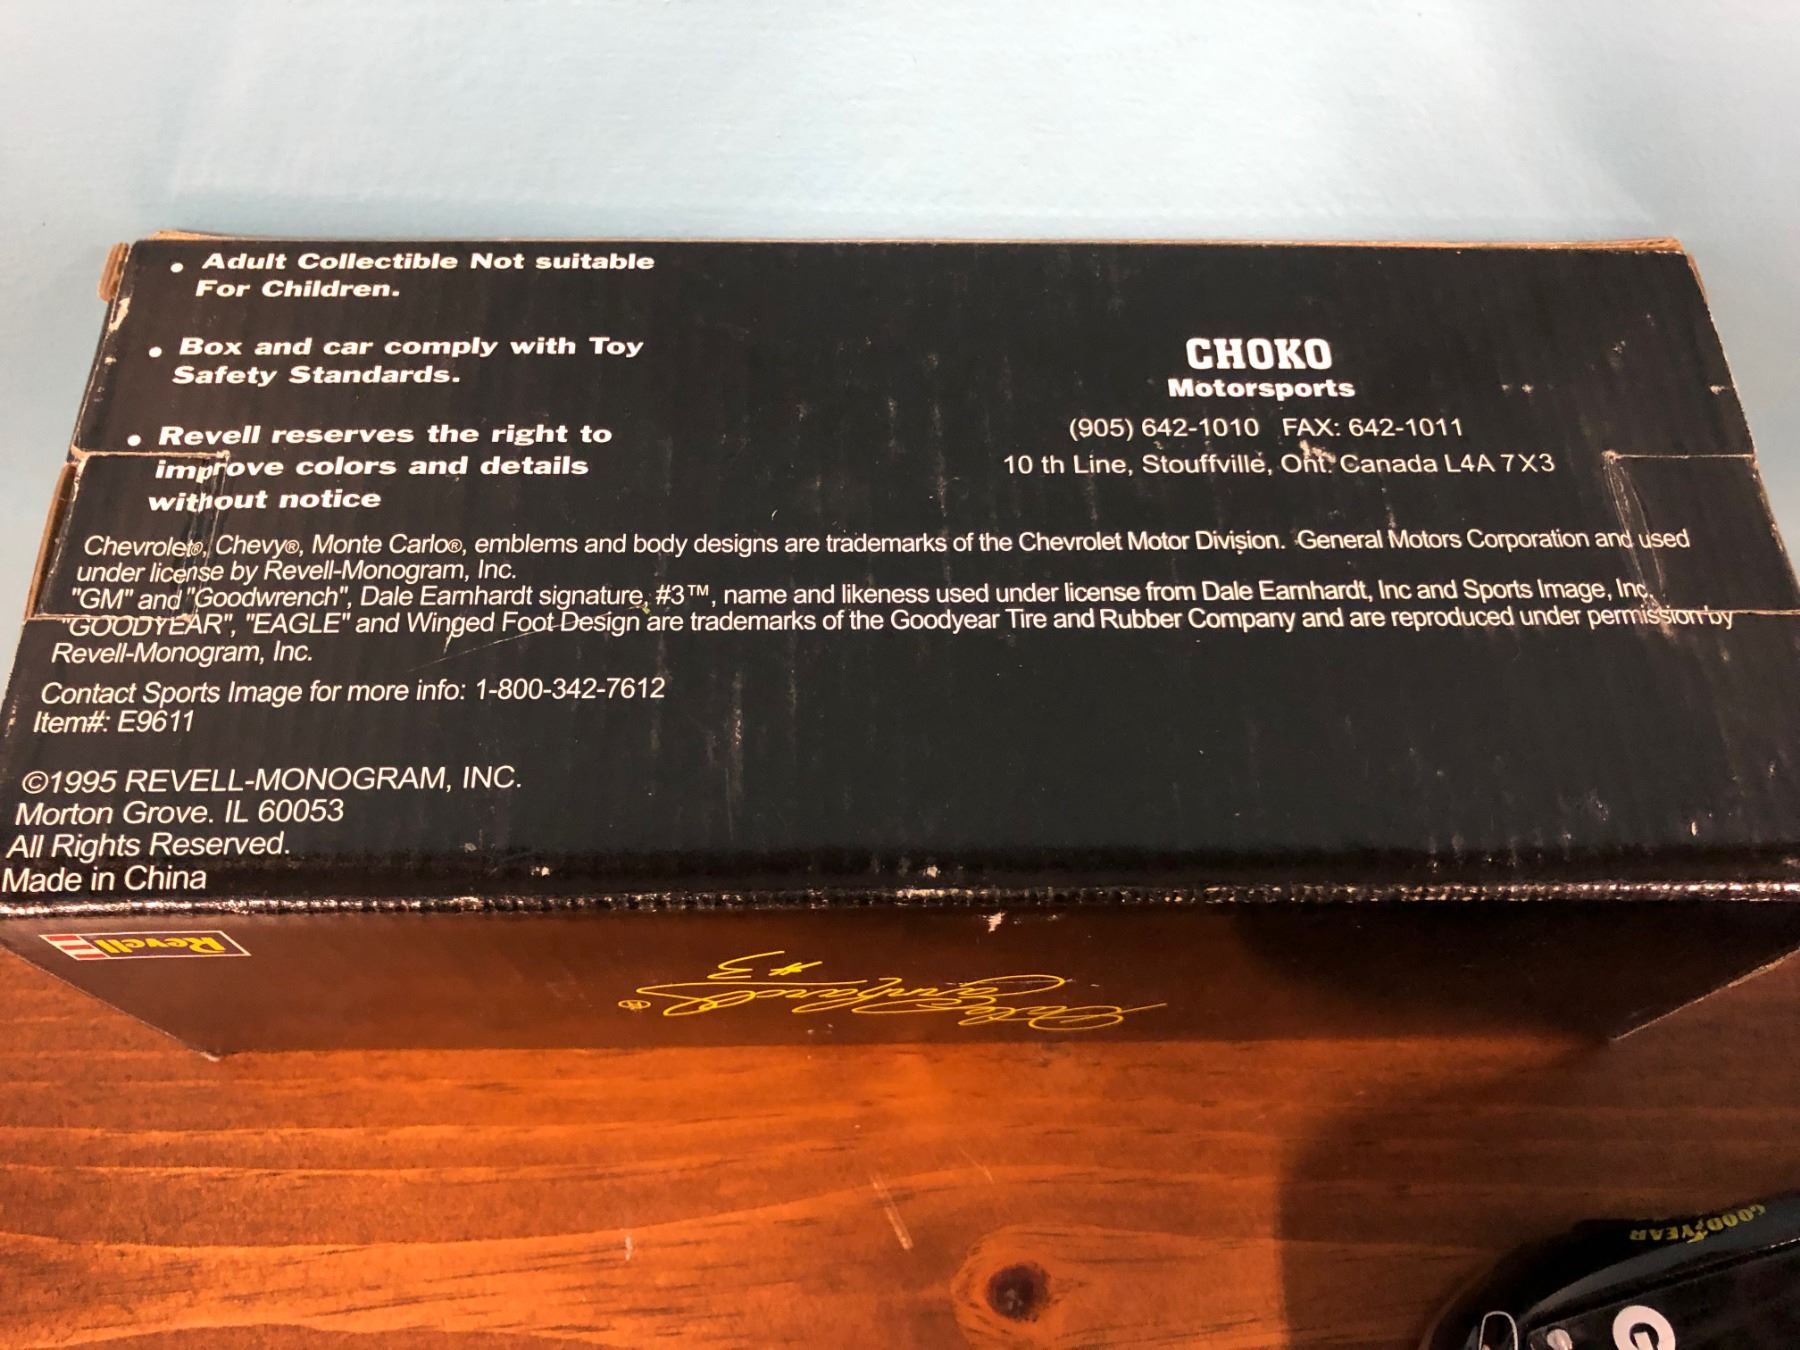 • Adult Collectible Not suitable
For Children.
• Box and car comply with Toy
Safety Standards.
• Revell reserves the right to
improve colors and details
without notice
CHOKO
Motorsports
(905) 642-1010 FAX: 642-1011
10 th Line, Stouffville, Ont. Canada L4A 7X3
Chevrolet®, Chevy®, Monte Carlo®, emblems and body designs are trademarks of the Chevrolet Motor Division. General Motors Corporation and used
under license by Revell-Monogram, Inc.
"GM" and "Goodwrench", Dale Earnhardt signature, #3™, name and likeness used under license from Dale Earnhardt, Inc and Sports Image, Inc.
"GOODYEAR", "EAGLE" and Winged Foot Design are trademarks of the Goodyear Tire and Rubber Company and are reproduced under permission by
Revell-Monogram, Inc.
Contact Sports Image for more info: 1-800-342-7612
Item#: E9611
©1995 REVELL-MONOGRAM, INC.
Morton Grove. IL 60053
All Rights Reserved.
Made in China
Revell
Dale Earnhardt ®
#3
GOODYEAR
G